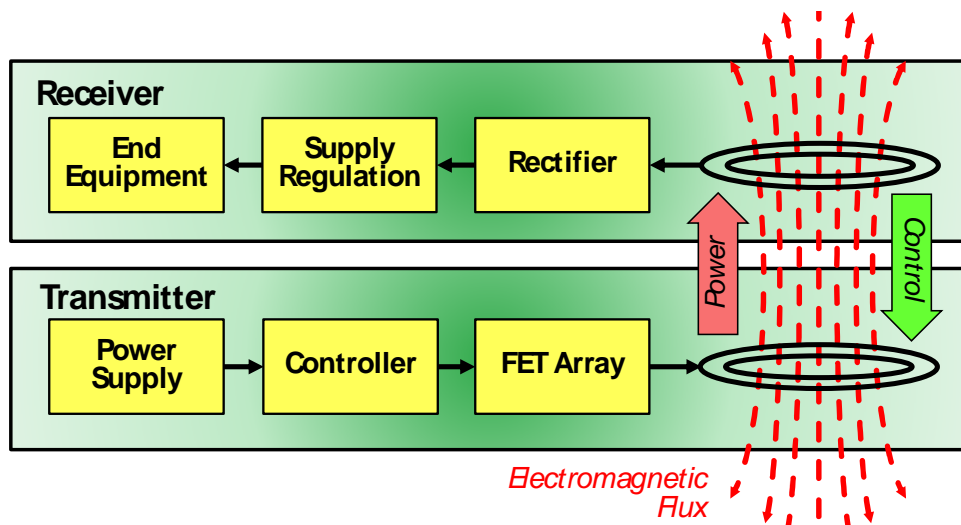 Receiver
End
Equipment
Supply
Regulation
Rectifier
Power
Control
Transmitter
Power
Supply
Controller
FET Array
Electromagnetic
Flux